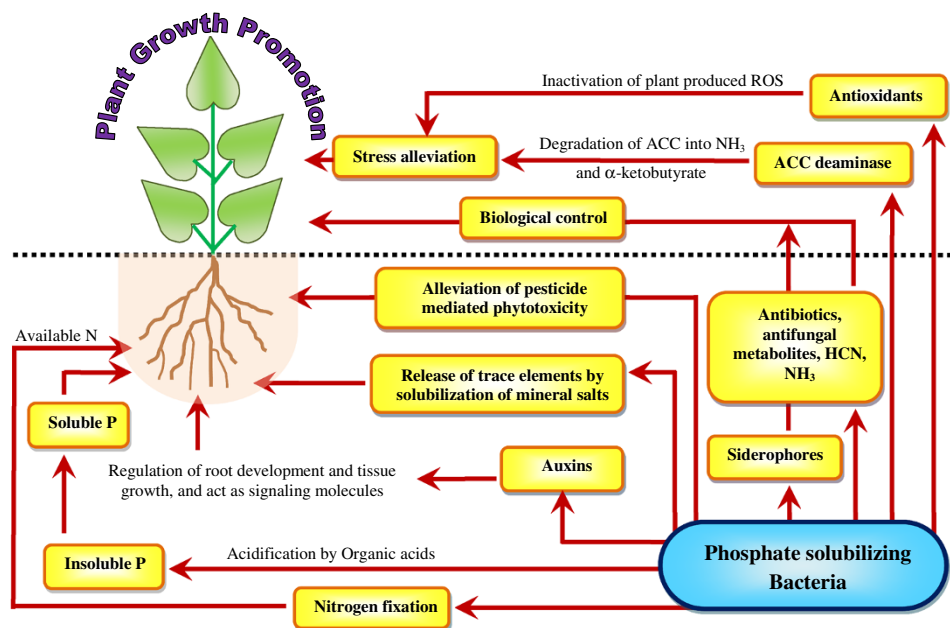 Plant Growth Promotion
Inactivation of plant produced ROS
Antioxidants
Stress alleviation
Degradation of ACC into NH₃
and α-ketobutyrate
ACC deaminase
Biological control
Alleviation of pesticide
mediated phytotoxicity
Antibiotics,
antifungal
metabolites, HCN,
NH₃
Available N
Release of trace elements by
solubilization of mineral salts
Soluble P
Regulation of root development and tissue
growth, and act as signaling molecules
Auxins
Siderophores
Insoluble P
Acidification by Organic acids
Phosphate solubilizing
Bacteria
Nitrogen fixation